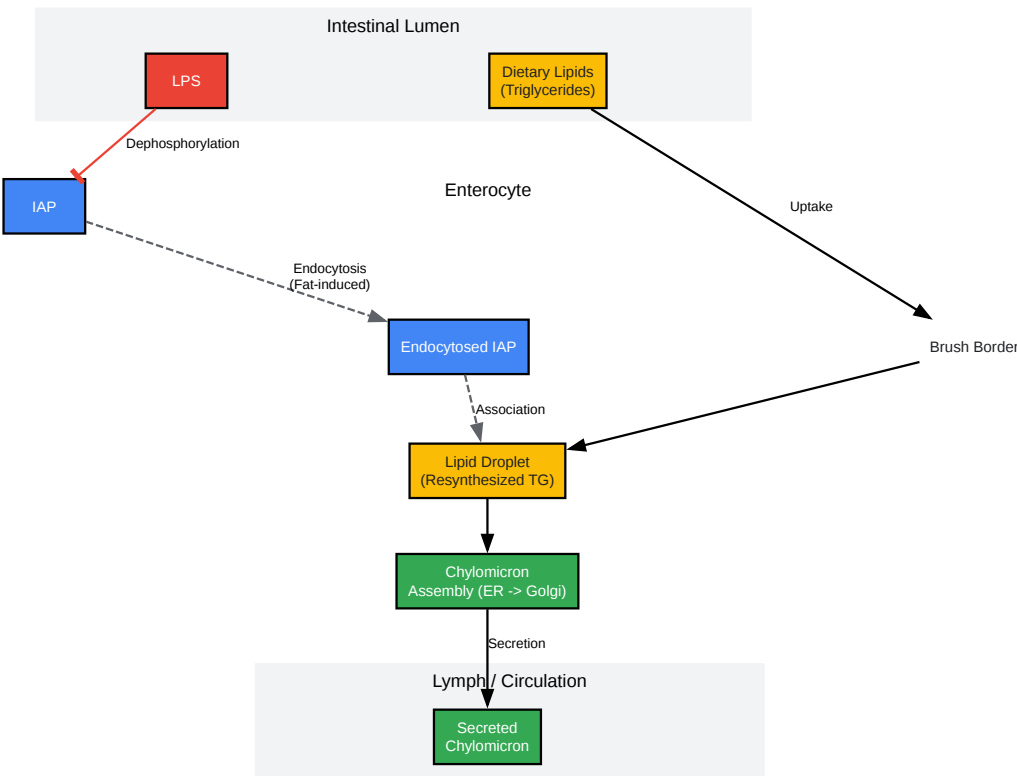 Intestinal Lumen
LPS
Dietary Lipids
(Triglycerides)
Dephosphorylation
Enterocyte
IAP
Uptake
Endocytosis
(Fat-induced)
Endocytosed IAP
Brush Border
Association
Lipid Droplet
(Resynthesized TG)
Chylomicron
Assembly (ER -> Golgi)
Secretion
Lymph / Circulation
Secreted
Chylomicron